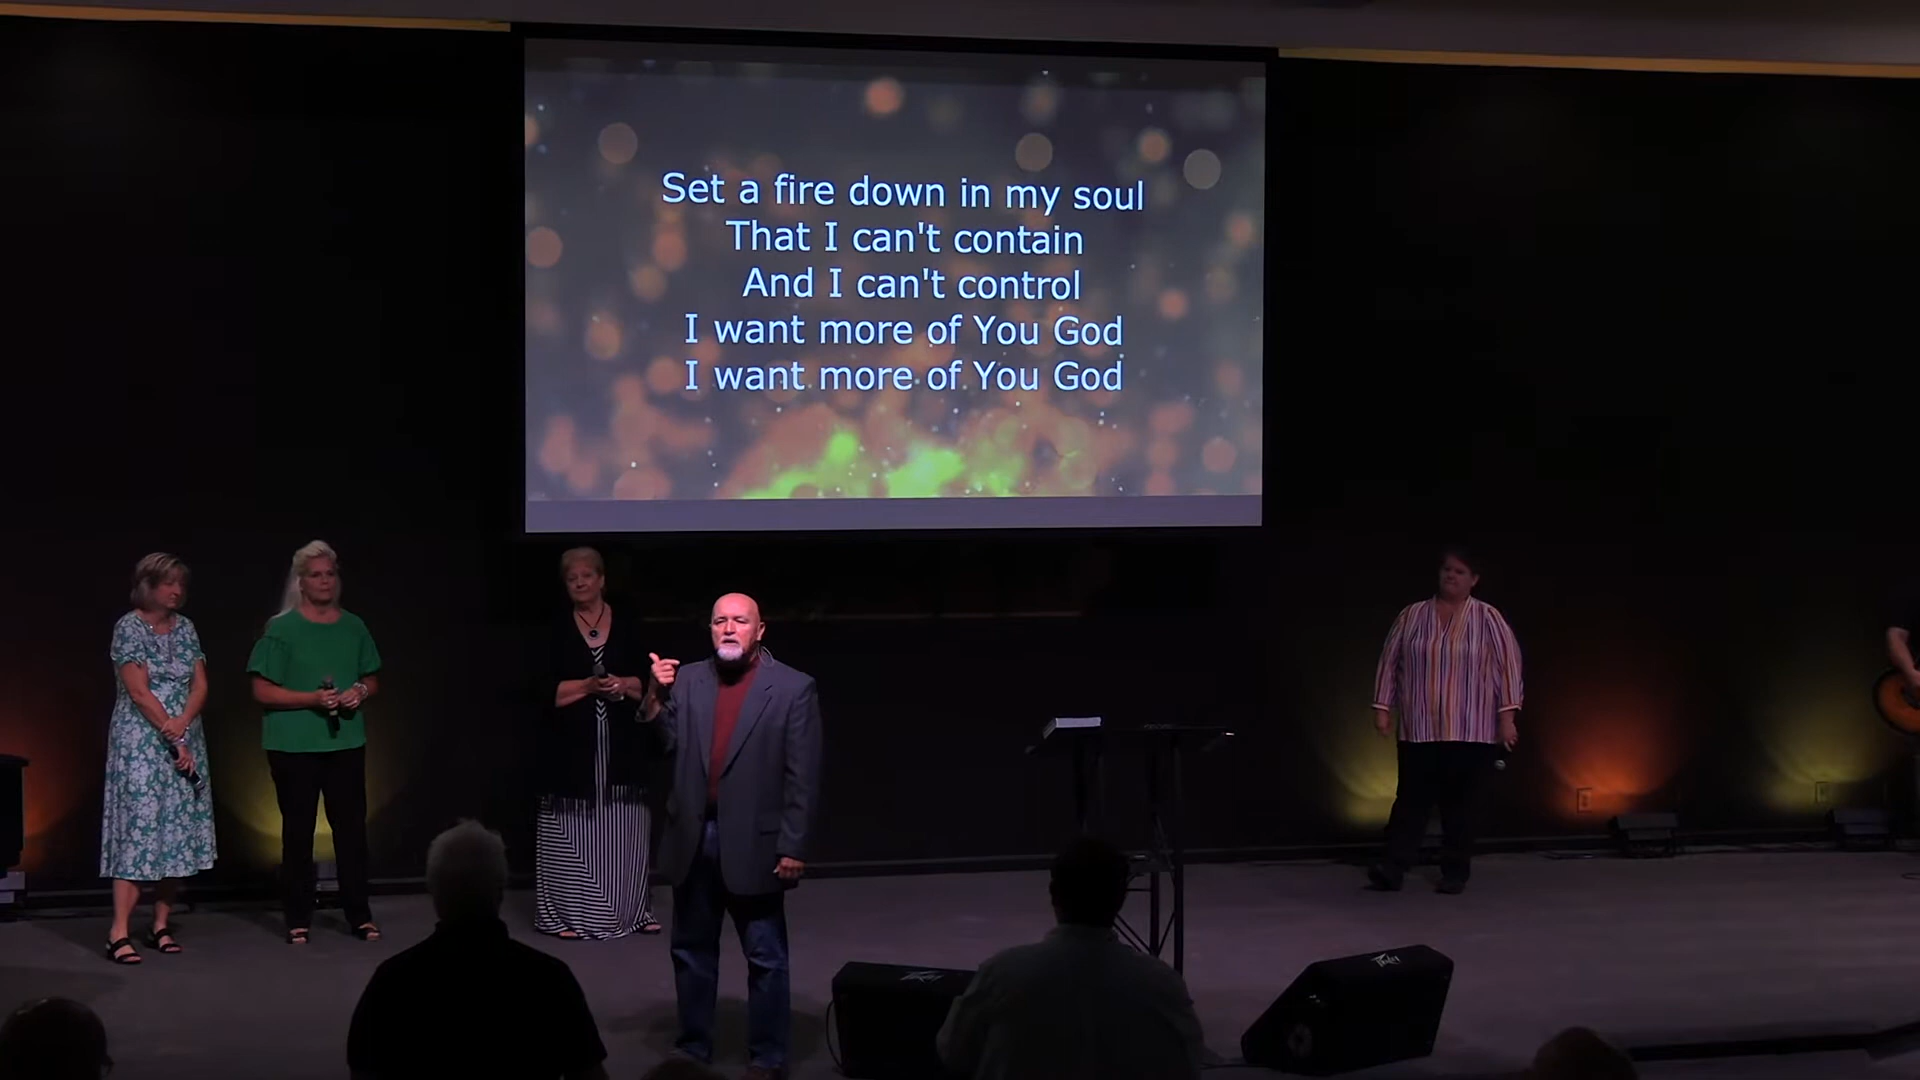 Set a fire down in my soul
That I can't contain
And I can't control
I want more of You God
I want more of You God